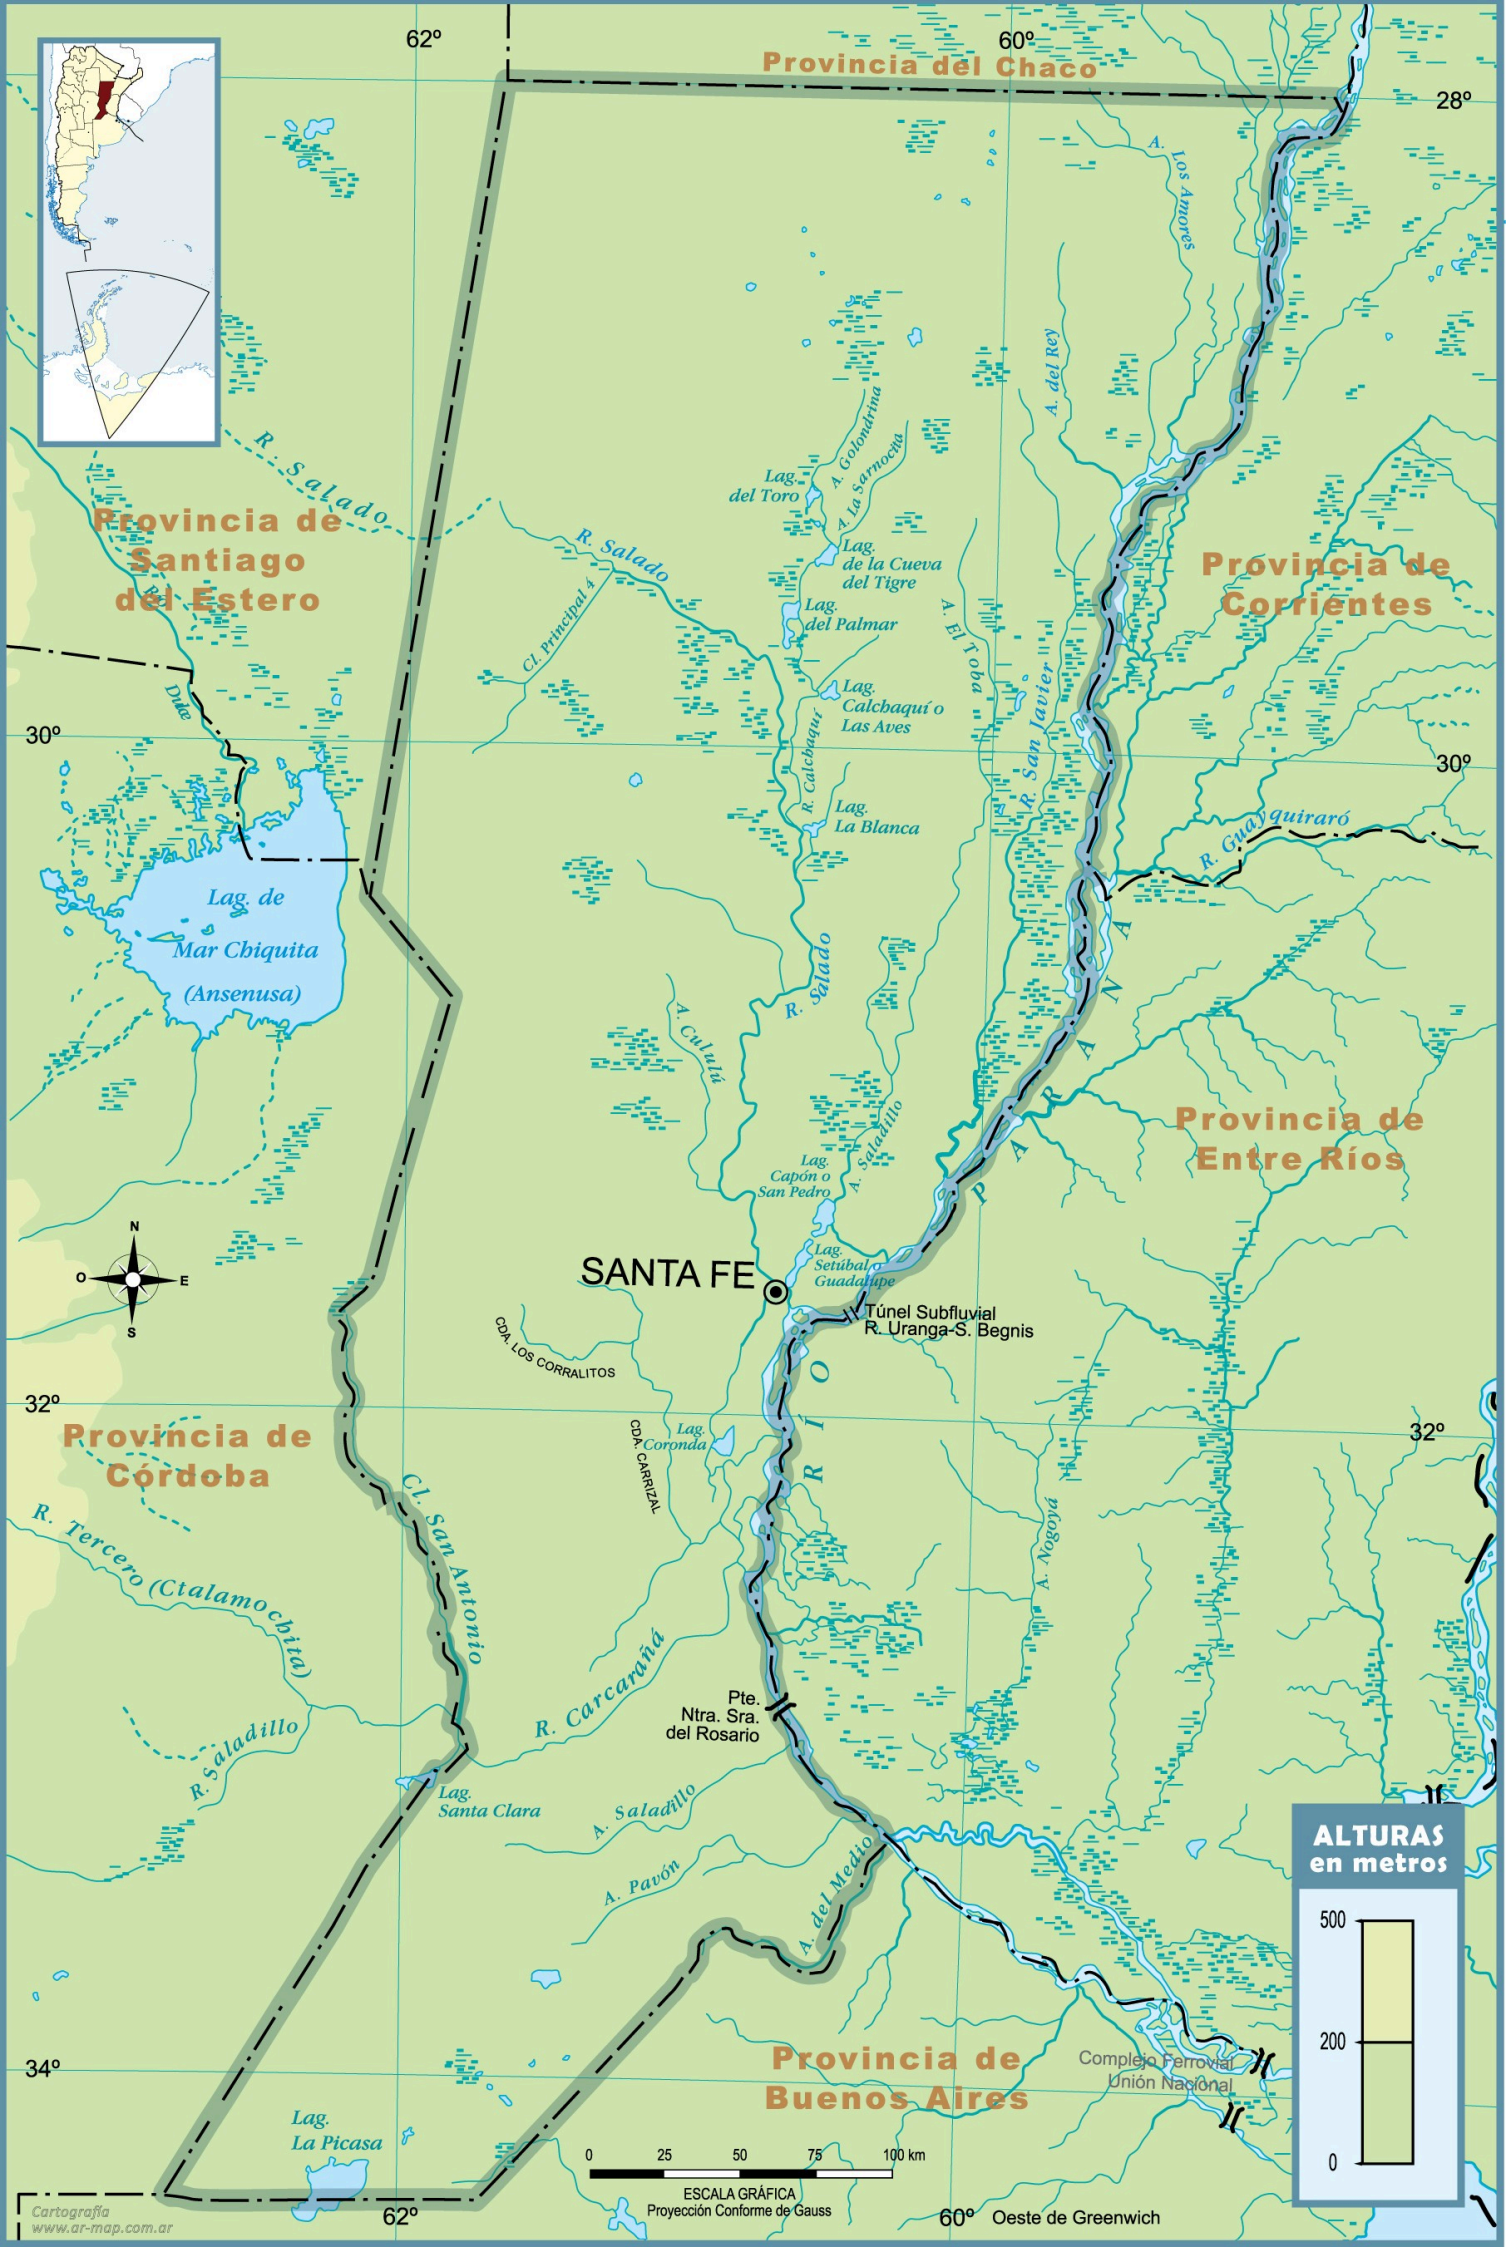 62º
60º
Provincia del Chaco
28º
A. Los Amores
A. del Rey
R. Salado
Provincia de
Santiago
del Estero
Río
Dulce
A. Golondrina
A. La Sarnocita
Lag.
del Toro
Lag.
de la Cueva
del Tigre
R. Salado
Cl. Principal 4
Lag.
del Palmar
Provincia de
Corrientes
A. El Toba
R. San Javier
Lag.
Calchaquí o
Las Aves
R. Calchaquí
30º
30º
Lag.
La Blanca
R. Guayquiraró
Lag. de
Mar Chiquita
(Ansenusa)
R. Salado
A. Cululú
A. Saladillo
RÍO PARANÁ
Provincia de
Entre Ríos
Lag.
Capón o
San Pedro
N
O
E
S
SANTA FE
Lag.
Setúbal o
Guadalupe
Túnel Subfluvial
R. Uranga-S. Begnis
CDA. LOS CORRALITOS
32º
32º
CDA. CARRIZAL
Lag.
Coronda
Provincia de
Córdoba
Cl. San Antonio
R. Tercero (Ctalamochita)
A. Nogoyá
R. Carcarañá
Pte.
Ntra. Sra.
del Rosario
R. Saladillo
Lag.
Santa Clara
A. Saladillo
A. Pavón
A. del Medio
ALTURAS
en metros
500
200
0
34º
Provincia de
Buenos Aires
Complejo Ferrovial
Unión Nacional
Lag.
La Picasa
0 25 50 75 100 km
ESCALA GRÁFICA
Proyección Conforme de Gauss
62º
60º Oeste de Greenwich
Cartografía
www.ar-map.com.ar